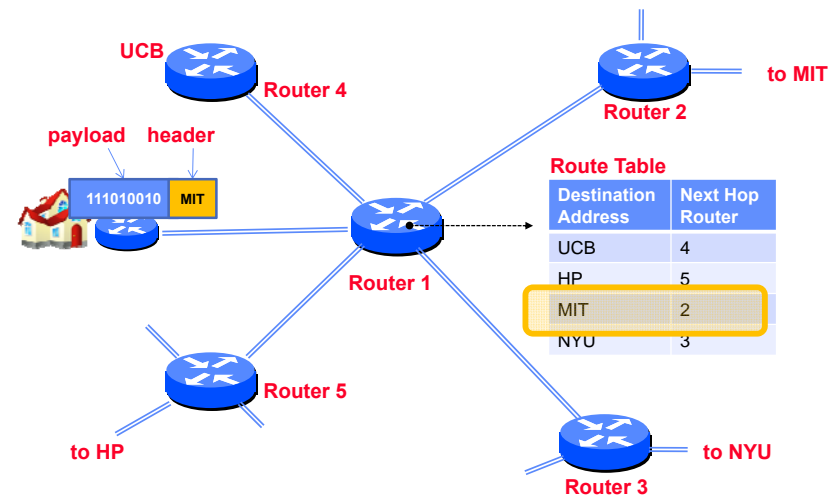 UCB
Router 4
to MIT
Router 2
payload header
111010010 MIT
Route Table
Destination Address Next Hop Router
UCB 4
HP 5
MIT 2
NYU 3
Router 1
Router 5
to HP
to NYU
Router 3